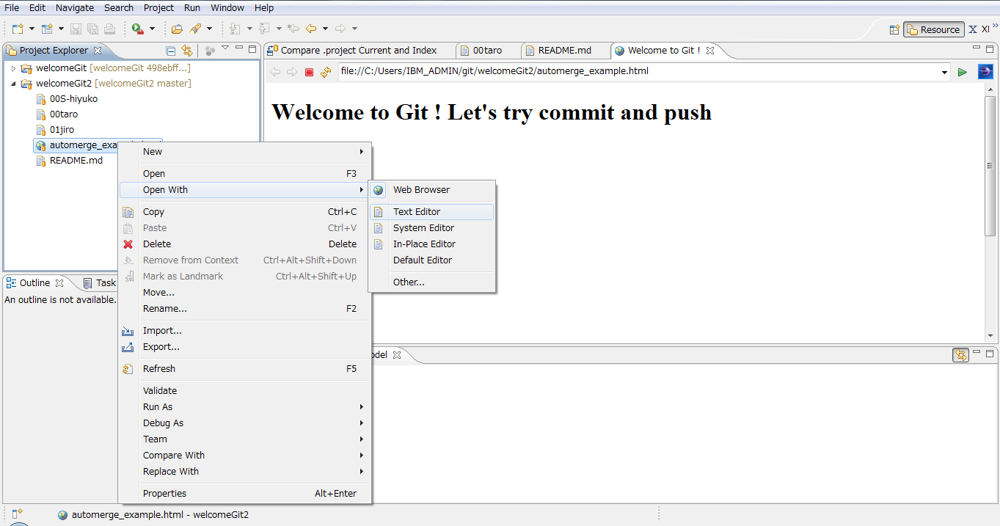 File Edit Navigate Search Project Run Window Help
Resource XI
Project Explorer
welcomeGit [welcomeGit 498ebff...]
welcomeGit2 [welcomeGit2 master]
00S-hiyuko
00taro
01jiro
automerge_exa
README.md
Compare .project Current and Index 00taro README.md Welcome to Git !
file://C:/Users/IBM_ADMIN/git/welcomeGit2/automerge_example.html
Welcome to Git ! Let's try commit and push
New
Open F3
Open With
Copy Ctrl+C
Paste Ctrl+V
Delete Delete
Remove from Context Ctrl+Alt+Shift+Down
Mark as Landmark Ctrl+Alt+Shift+Up
Move...
Rename... F2
Import...
Export...
Refresh F5
Validate
Run As
Debug As
Team
Compare With
Replace With
Properties Alt+Enter
Web Browser
Text Editor
System Editor
In-Place Editor
Default Editor
Other...
Outline Task
An outline is not available.
odel
automerge_example.html - welcomeGit2